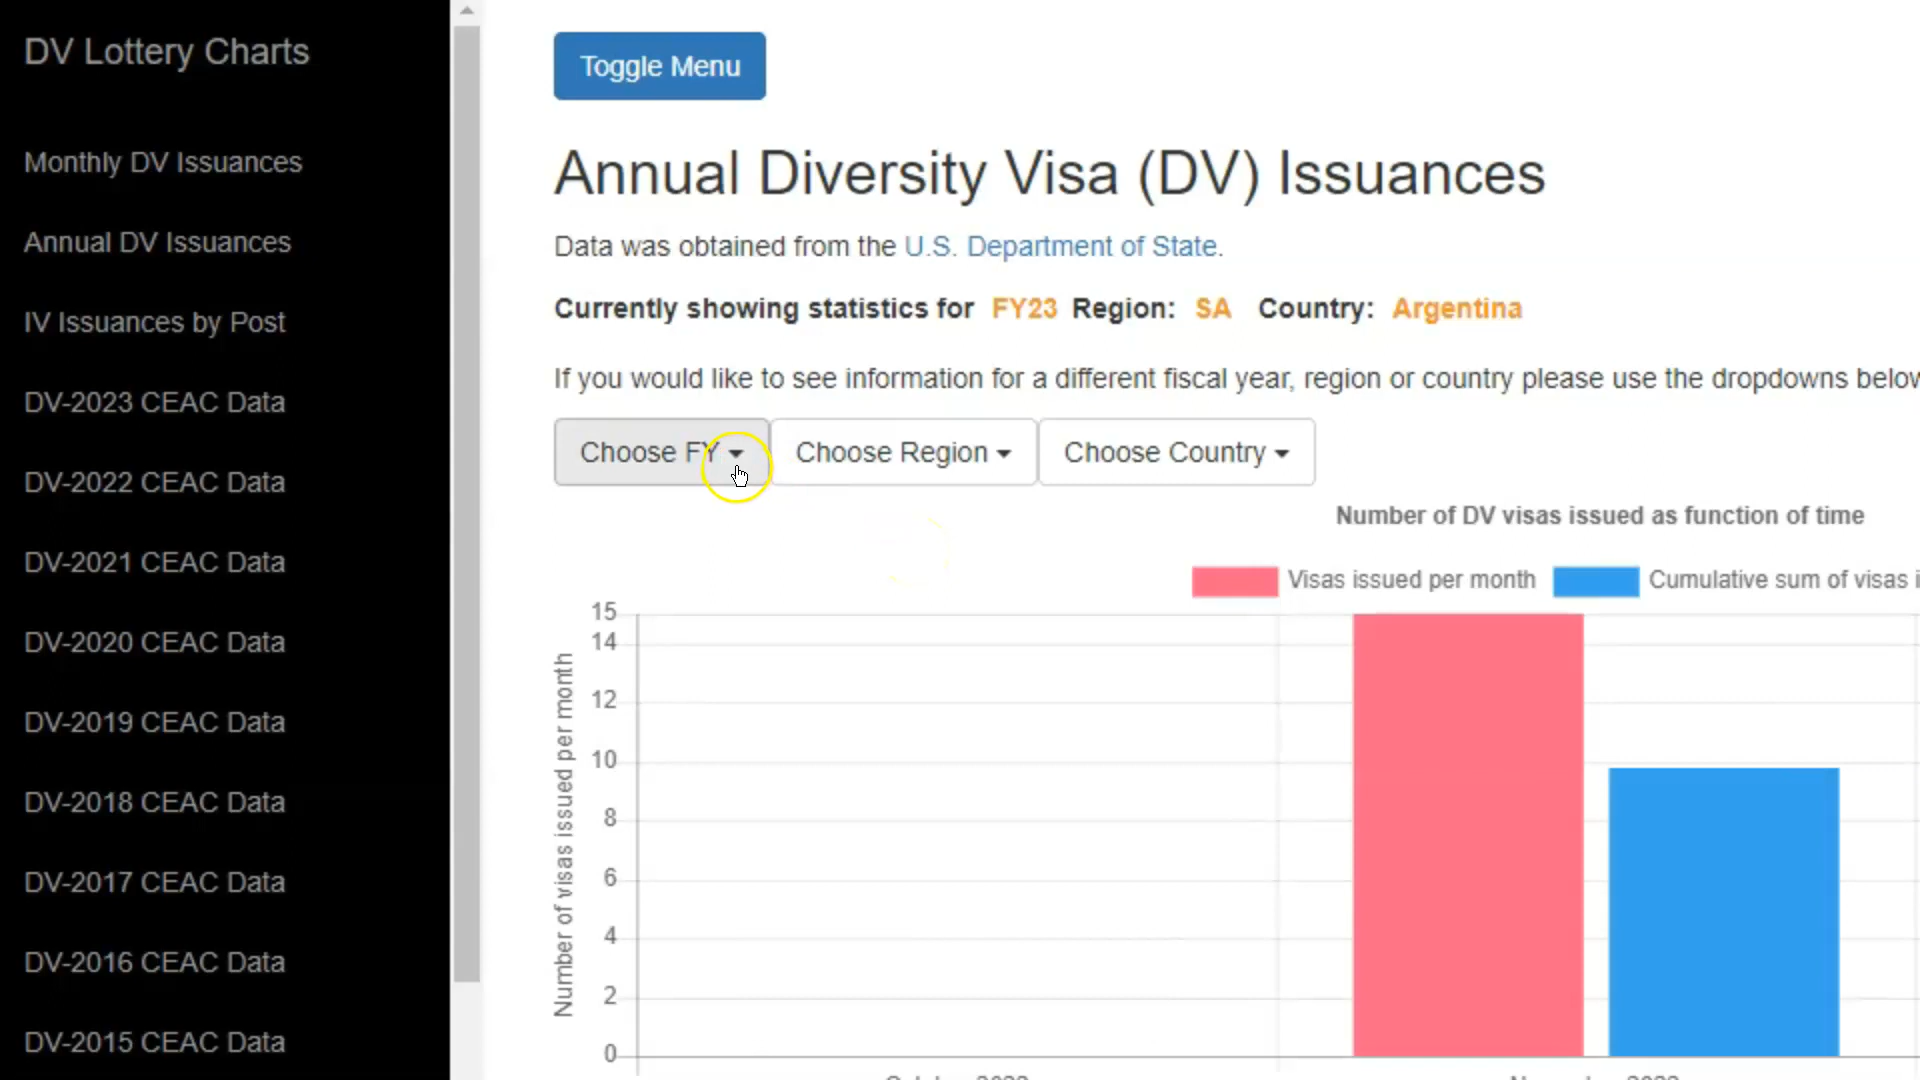 DV Lottery Charts
Monthly DV Issuances
Annual DV Issuances
IV Issuances by Post
DV-2023 CEAC Data
DV-2022 CEAC Data
DV-2021 CEAC Data
DV-2020 CEAC Data
DV-2019 CEAC Data
DV-2018 CEAC Data
DV-2017 CEAC Data
DV-2016 CEAC Data
DV-2015 CEAC Data
Toggle Menu
Annual Diversity Visa (DV) Issuances
Data was obtained from the U.S. Department of State.
Currently showing statistics for FY23 Region: SA Country: Argentina
If you would like to see information for a different fiscal year, region or country please use the dropdowns below
Choose FY Choose Region Choose Country
Number of DV visas issued as function of time
Visas issued per month Cumulative sum of visas i
Number of visas issued per month
15
14
12
10
8
6
4
2
0